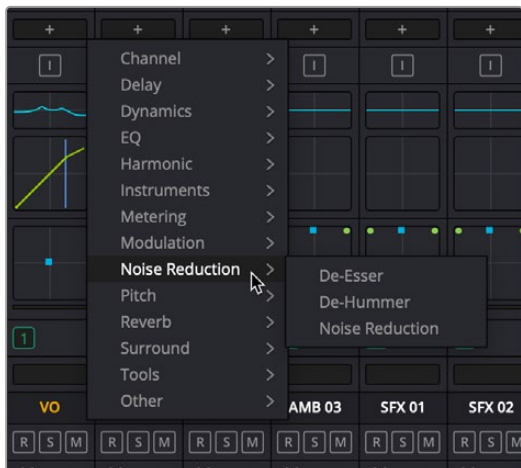 + + + + + +
I I I I
Channel >
Delay >
Dynamics >
EQ >
Harmonic >
Instruments >
Metering >
Modulation >
Noise Reduction >
De-Esser
De-Hummer
Noise Reduction
Pitch >
Reverb >
Surround >
Tools >
Other >
1
VO AMB 03 SFX 01 SFX 02
R S M R S M R S M R S M R S M R S M